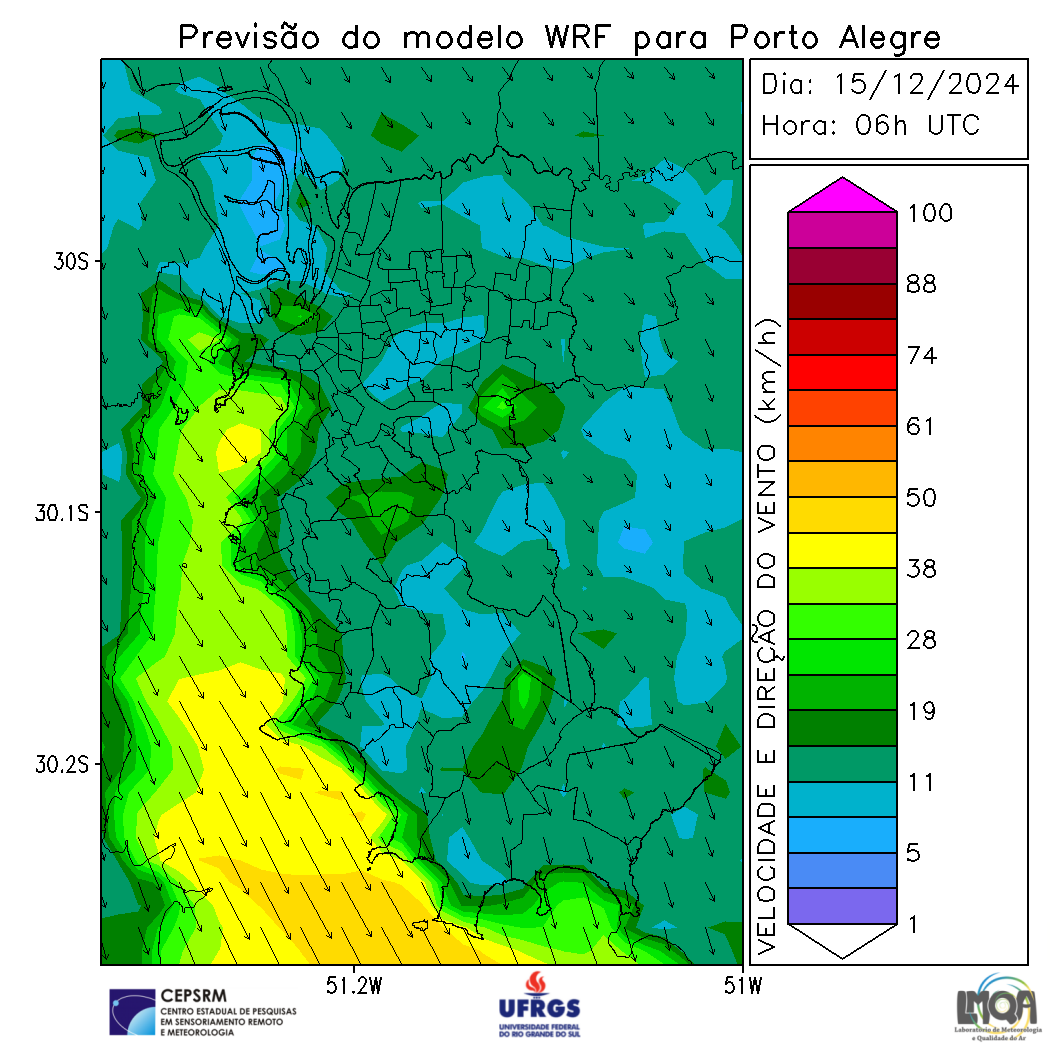 Previsão do modelo WRF para Porto Alegre
Dia: 15/12/2024
Hora: 06h UTC
30S
30.1S
30.2S
51.2W
51W
VELOCIDADE E DIREÇÃO DO VENTO (km/h)
100
88
74
61
50
38
28
19
11
5
1
CEPSRM
CENTRO ESTADUAL DE PESQUISAS
EM SENSORIAMENTO REMOTO
E METEOROLOGIA
UFRGS
UNIVERSIDADE FEDERAL
DO RIO GRANDE DO SUL
LMQA
Laboratório de Meteorologia
e Qualidade do Ar